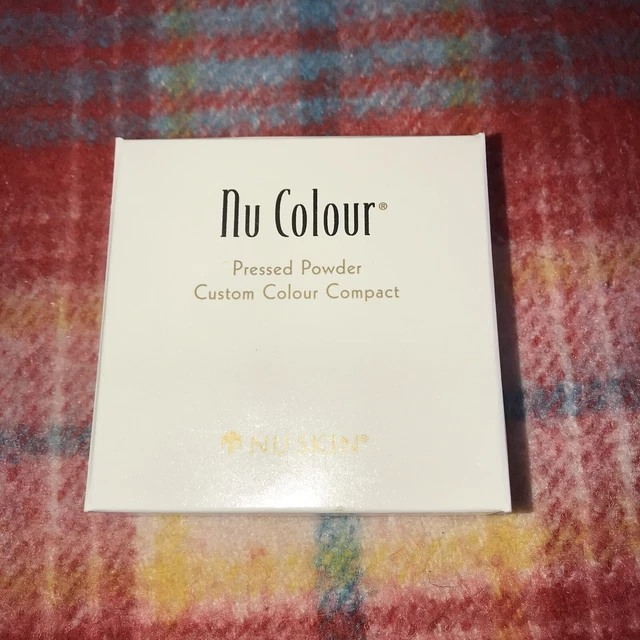 Nu Colour®
Pressed Powder
Custom Colour Compact
NU SKIN®